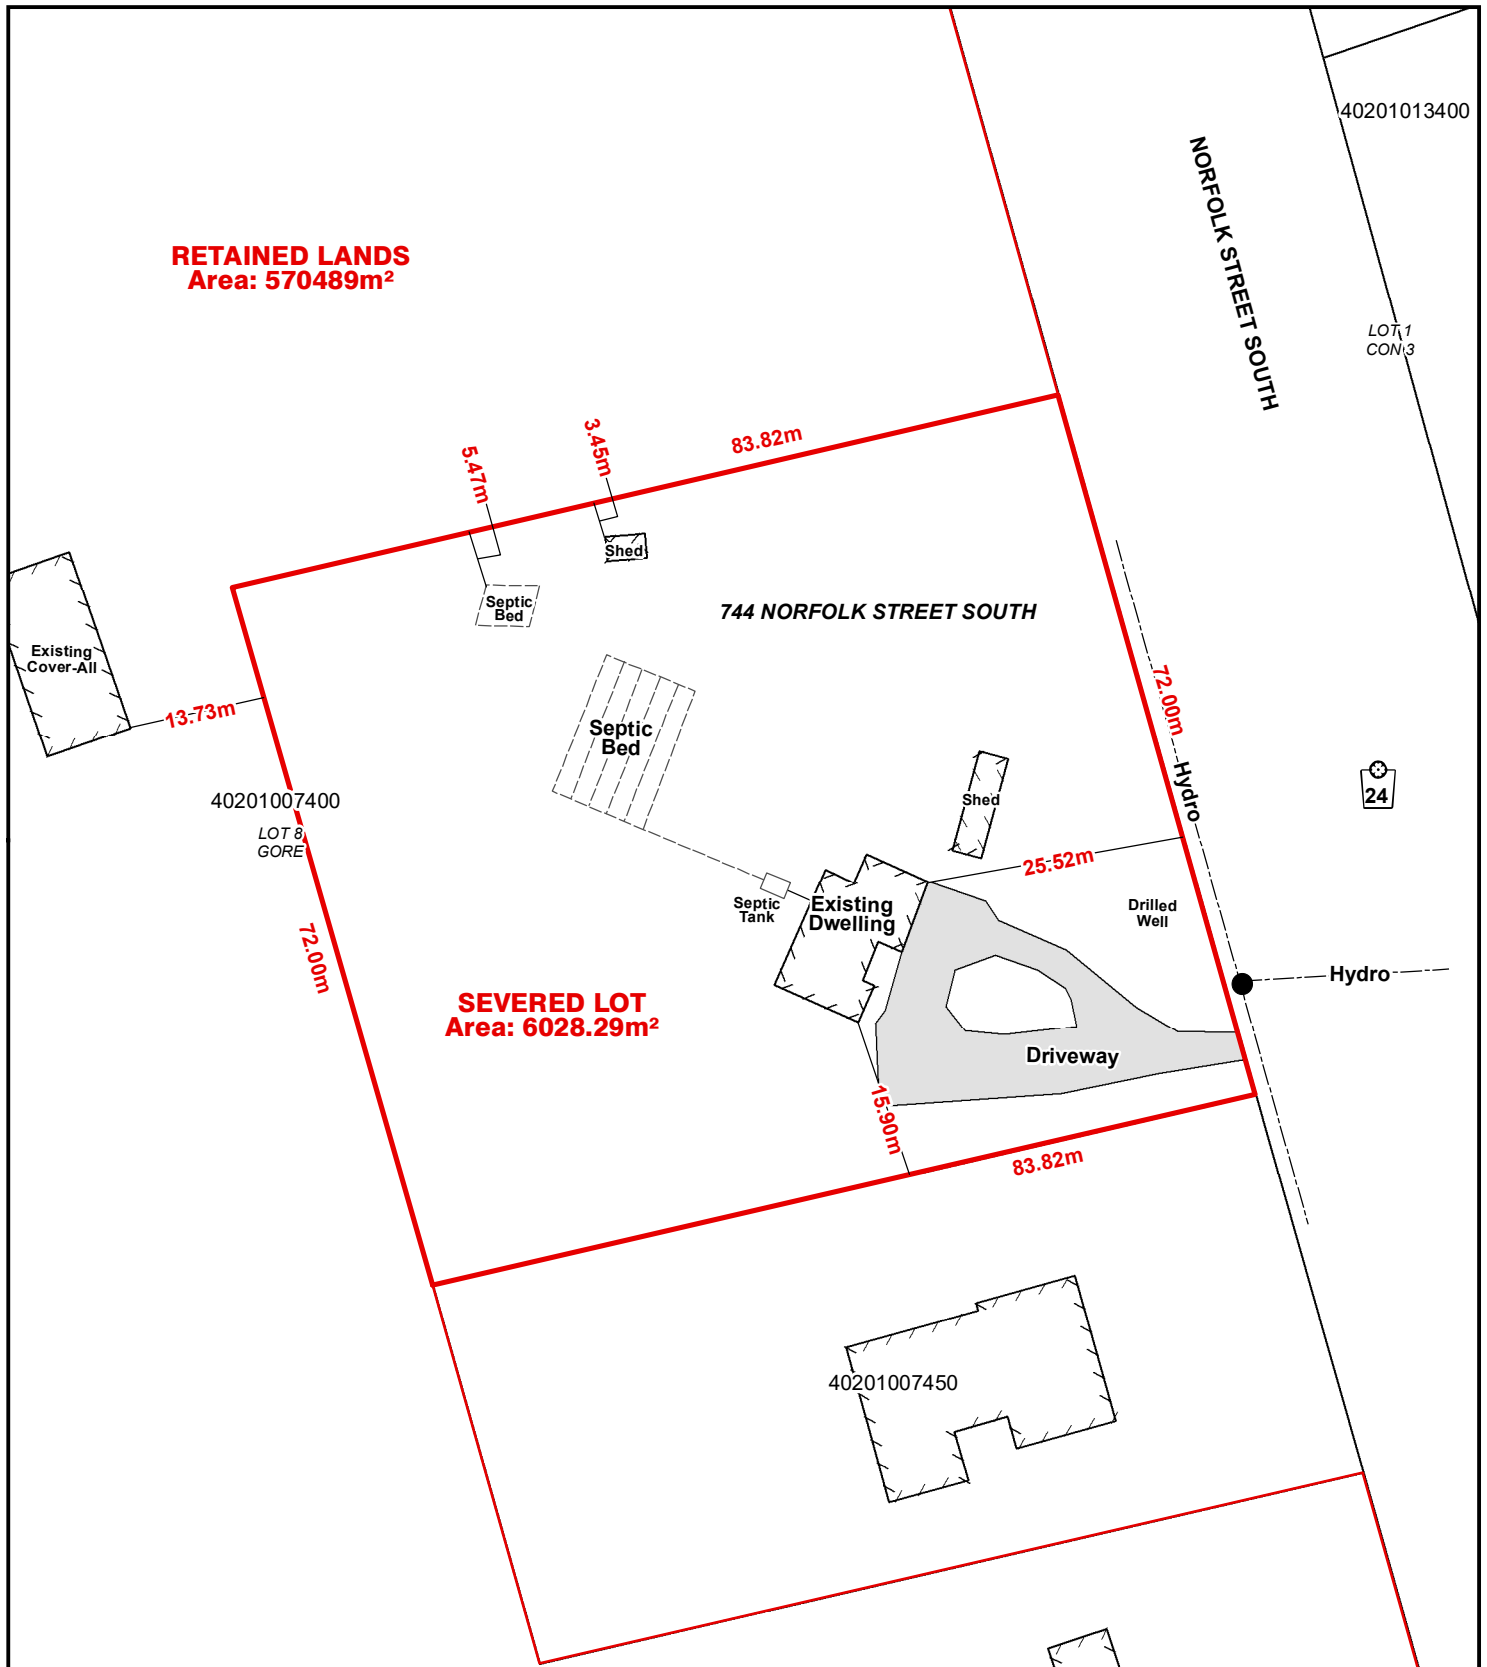 40201013400
NORFOLK STREET SOUTH
RETAINED LANDS
Area: 570489m²
LOT 1
CON 3
5.47m
3.45m
83.82m
Shed
Septic
Bed
744 NORFOLK STREET SOUTH
Existing
Cover-All
13.73m
72.00m
Septic
Bed
Hydro
24
40201007400
LOT 8
GORE
Shed
25.52m
Septic
Tank
Existing
Dwelling
Drilled
Well
72.00m
Hydro
SEVERED LOT
Area: 6028.29m²
Driveway
15.90m
83.82m
40201007450